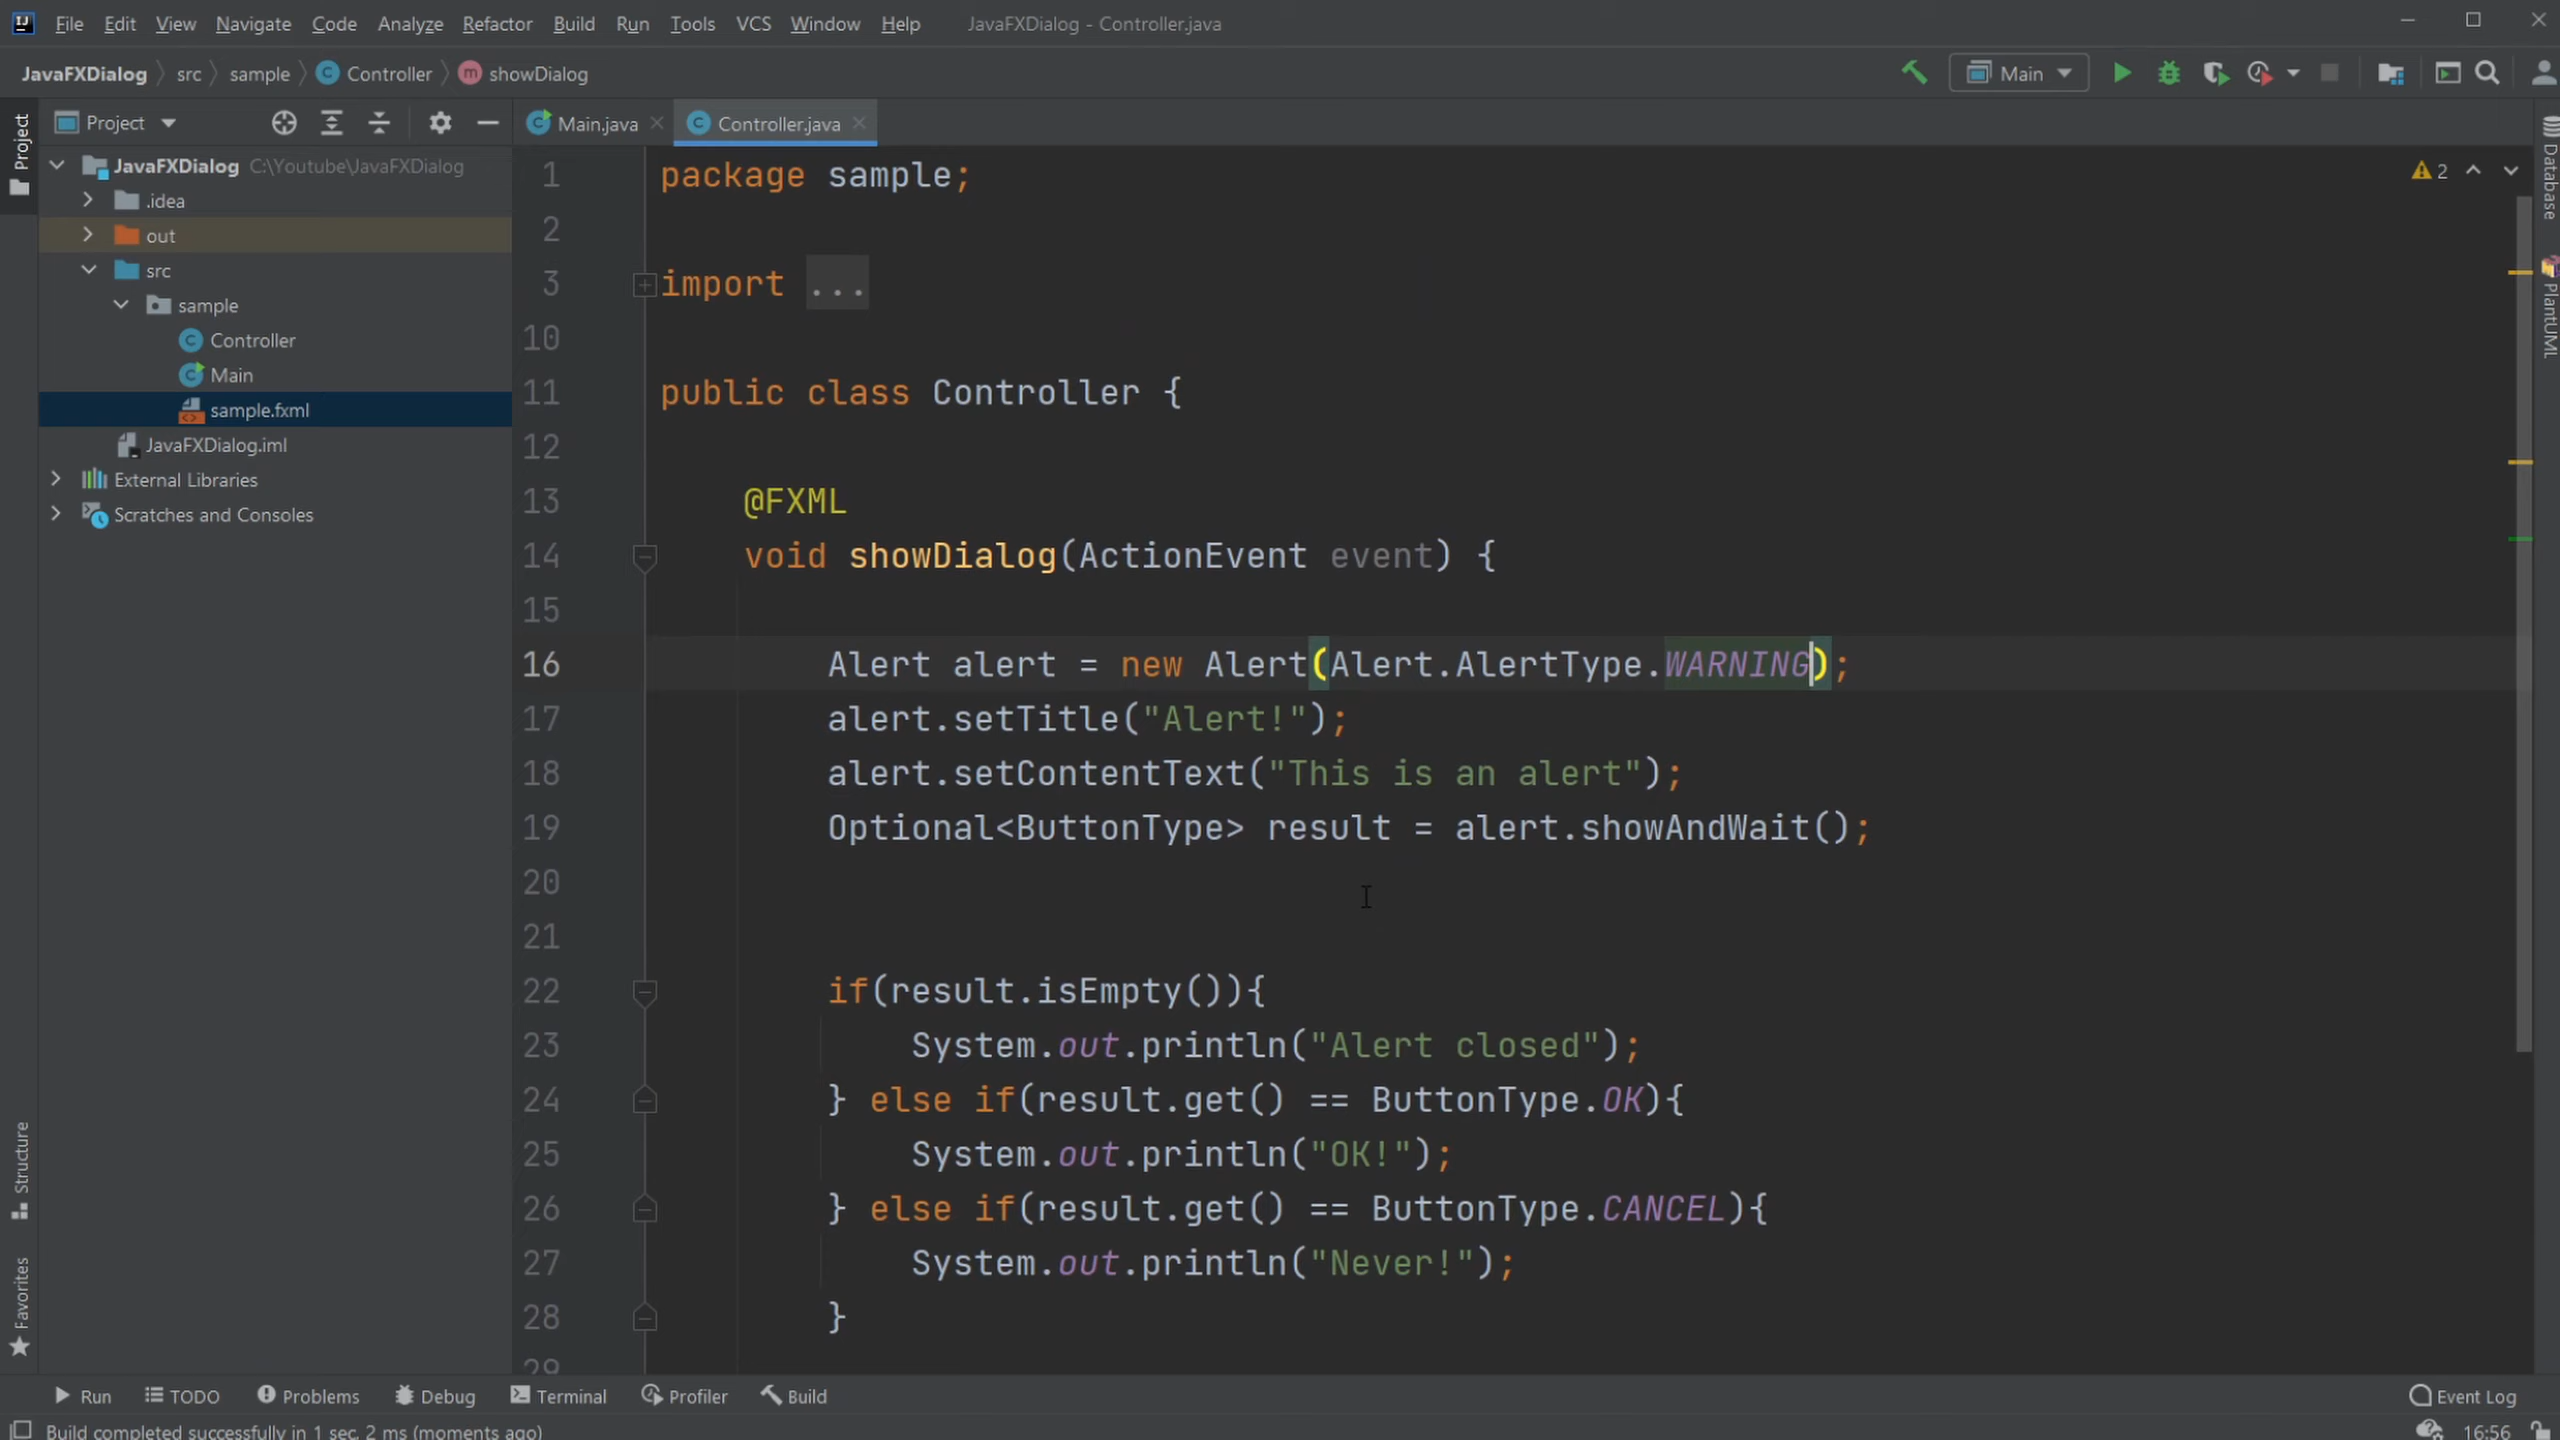 File Edit View Navigate Code Analyze Refactor Build Run Tools VCS Window Help JavaFXDialog - Controller.java
JavaFXDialog src sample Controller showDialog Main
Project Main.java Controller.java
Project
JavaFXDialog C:\Youtube\JavaFXDialog
.idea
out
src
sample
Controller
Main
sample.fxml
JavaFXDialog.iml
External Libraries
Scratches and Consoles
Structure
Favorites
1 package sample;
2
3 import ...
10
11 public class Controller {
12
13 @FXML
14 void showDialog(ActionEvent event) {
15
16 Alert alert = new Alert(Alert.AlertType.WARNING);
17 alert.setTitle("Alert!");
18 alert.setContentText("This is an alert");
19 Optional<ButtonType> result = alert.showAndWait();
20
21
22 if(result.isEmpty()){
23 System.out.println("Alert closed");
24 } else if(result.get() == ButtonType.OK){
25 System.out.println("OK!");
26 } else if(result.get() == ButtonType.CANCEL){
27 System.out.println("Never!");
28 }
29
2
Database
PlantUML
Run TODO Problems Debug Terminal Profiler Build Event Log
Build completed successfully in 1 sec, 2 ms (moments ago) 16:56